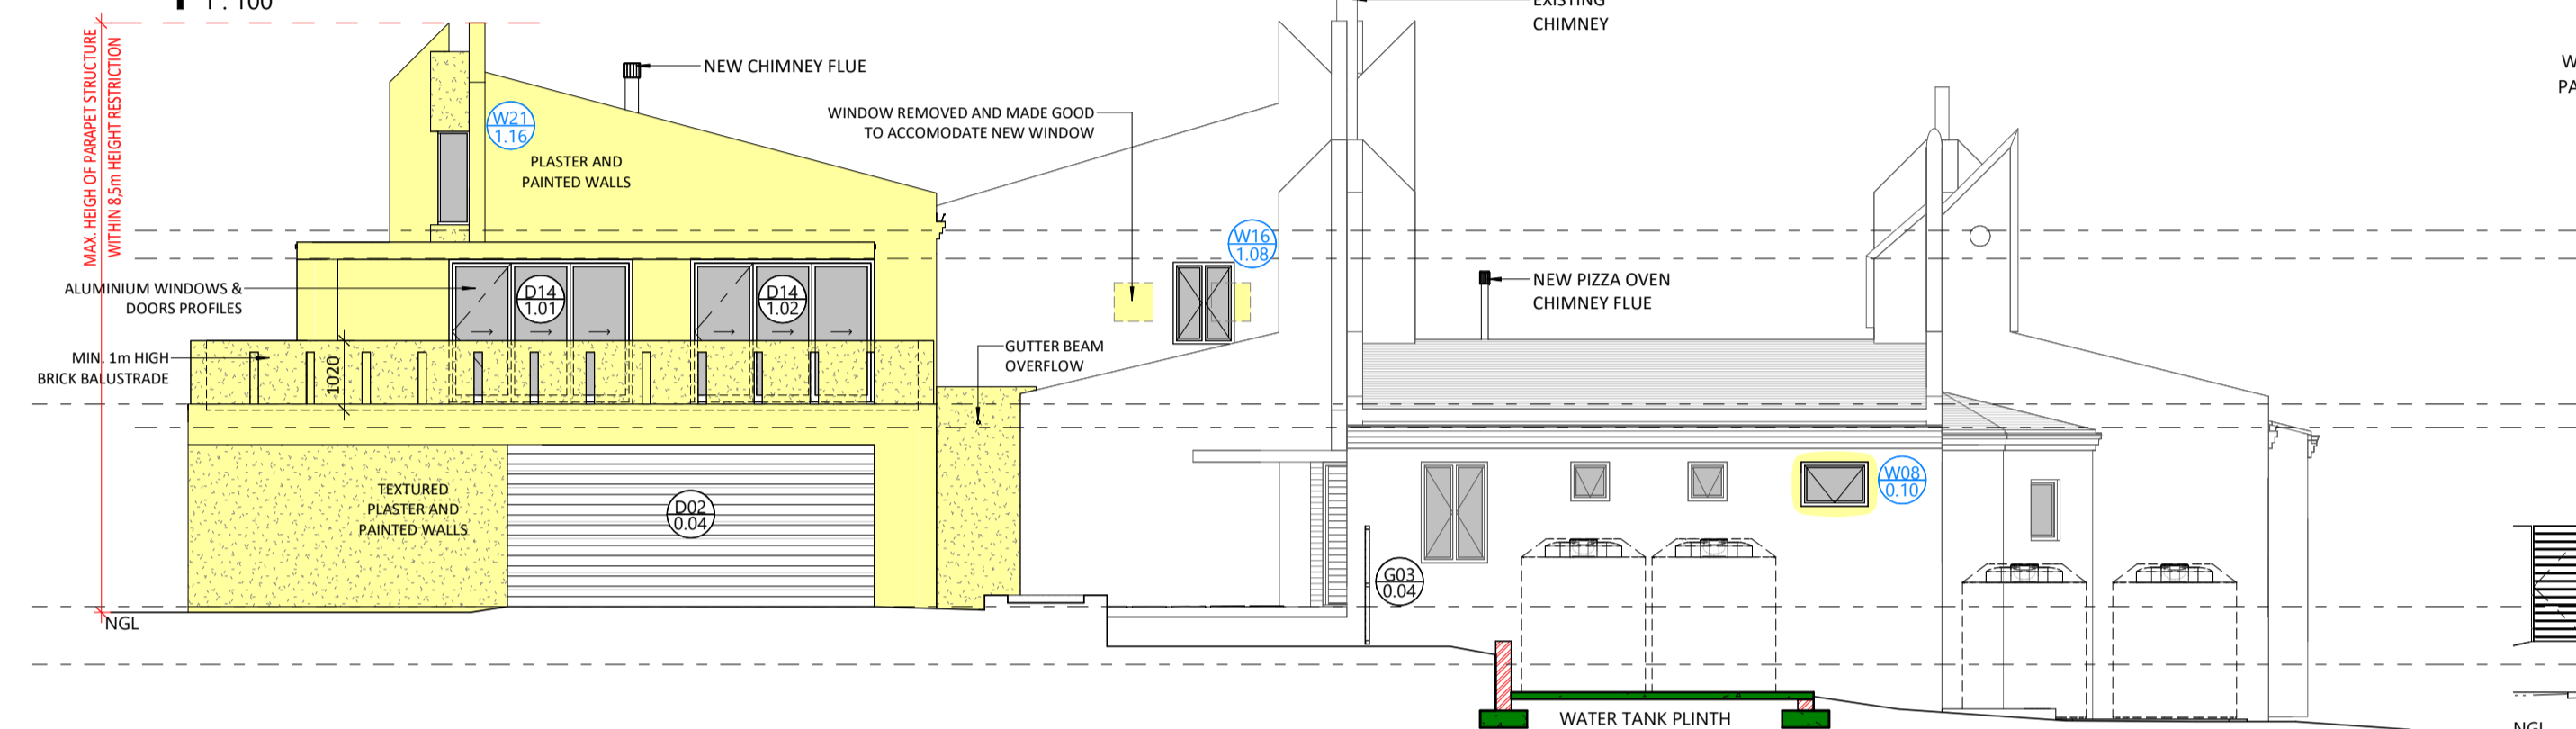 1 : 100
MAX. HEIGH OF PARAPET STRUCTURE
WITHIN 8,5m HEIGHT RESTRICTION
NEW CHIMNEY FLUE
W21
1.16
PLASTER AND
PAINTED WALLS
WINDOW REMOVED AND MADE GOOD
TO ACCOMODATE NEW WINDOW
EXISTING
CHIMNEY
W16
1.08
ALUMINIUM WINDOWS &
DOORS PROFILES
D14
1.01
D14
1.02
NEW PIZZA OVEN
CHIMNEY FLUE
MIN. 1m HIGH
BRICK BALUSTRADE
1020
GUTTER BEAM
OVERFLOW
TEXTURED
PLASTER AND
PAINTED WALLS
D02
0.04
W08
0.10
G03
0.04
NGL
WATER TANK PLINTH
W
PA
NGL